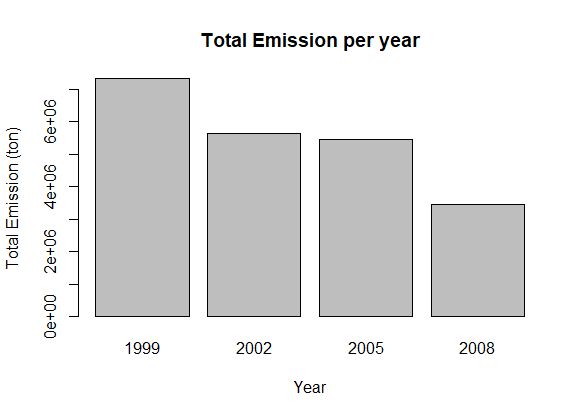 Total Emission per year
Total Emission (ton)
6e+06
4e+06
2e+06
0e+00
1999 2002 2005 2008
Year